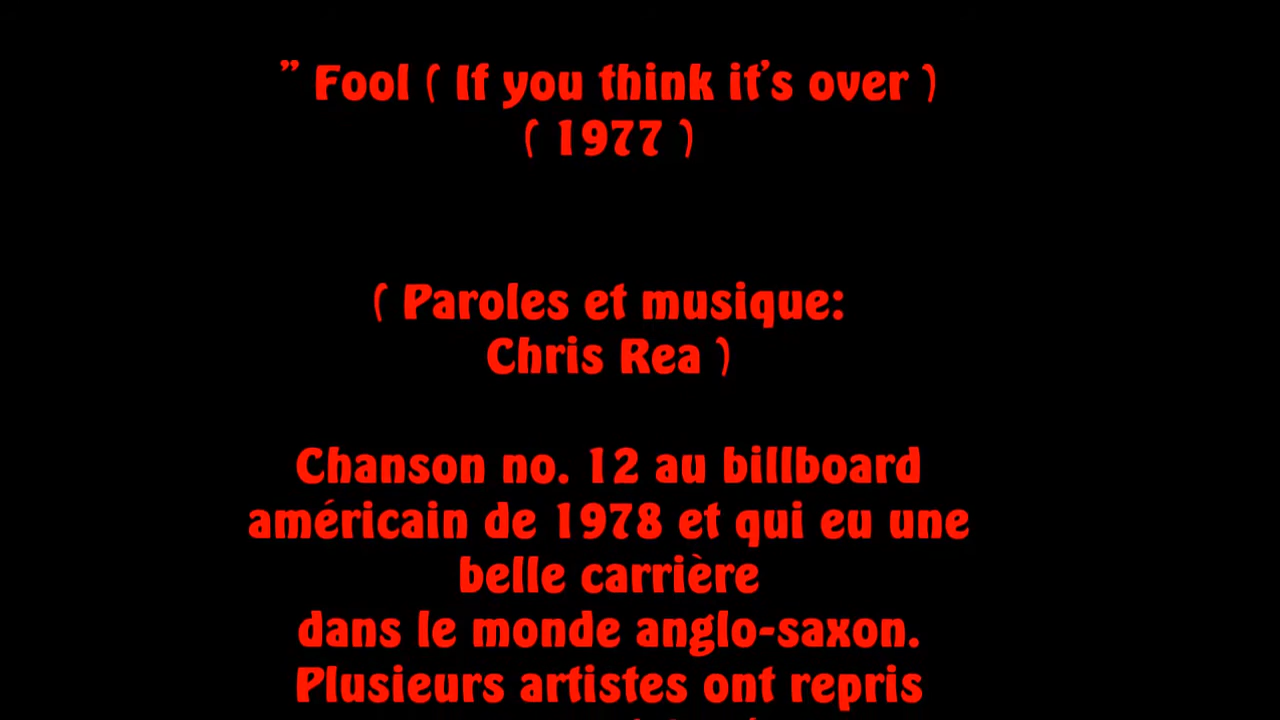 ” Fool ( If you think it’s over )
( 1977 )
( Paroles et musique:
Chris Rea )
Chanson no. 12 au billboard
américain de 1978 et qui eu une
belle carrière
dans le monde anglo-saxon.
Plusieurs artistes ont repris